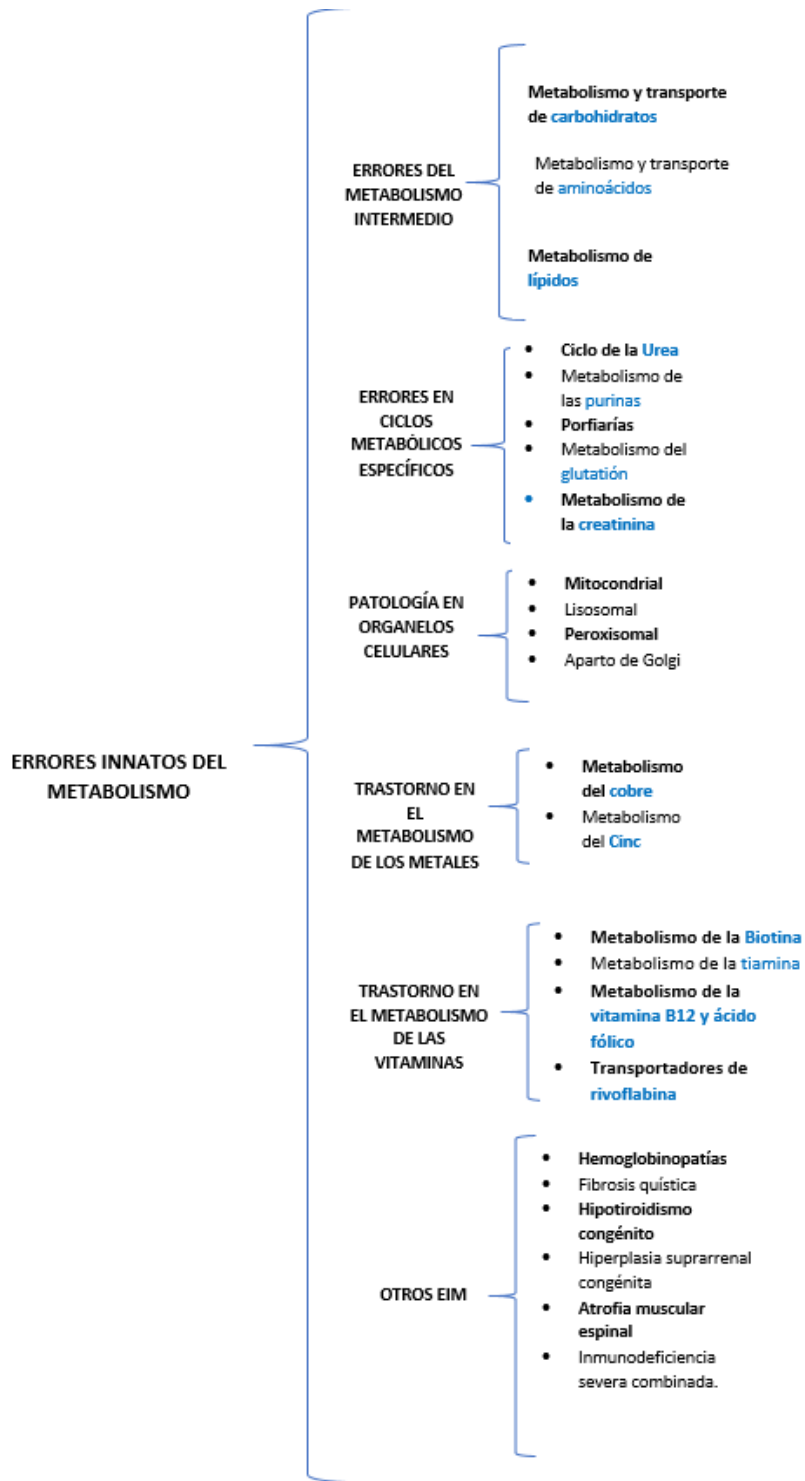 Metabolismo y transporte
de carbohidratos
Metabolismo y transporte
de aminoácidos
Metabolismo de
lípidos
ERRORES DEL
METABOLISMO
INTERMEDIO
• Ciclo de la Urea
• Metabolismo de
las purinas
• Porfiarías
• Metabolismo del
glutatión
• Metabolismo de
la creatinina
ERRORES EN
CICLOS
METABÓLICOS
ESPECÍFICOS
• Mitocondrial
• Lisosomal
• Peroxisomal
• Aparto de Golgi
PATOLOGÍA EN
ORGANELOS
CELULARES
ERRORES INNATOS DEL
METABOLISMO
• Metabolismo
del cobre
• Metabolismo
del Cinc
TRASTORNO EN
EL
METABOLISMO
DE LOS METALES
• Metabolismo de la Biotina
• Metabolismo de la tiamina
• Metabolismo de la
vitamina B12 y ácido
fólico
• Transportadores de
rivoflabina
TRASTORNO EN
EL METABOLISMO
DE LAS
VITAMINAS
• Hemoglobinopatías
• Fibrosis quística
• Hipotiroidismo
congénito
• Hiperplasia suprarrenal
congénita
• Atrofia muscular
espinal
• Inmunodeficiencia
severa combinada.
OTROS EIM